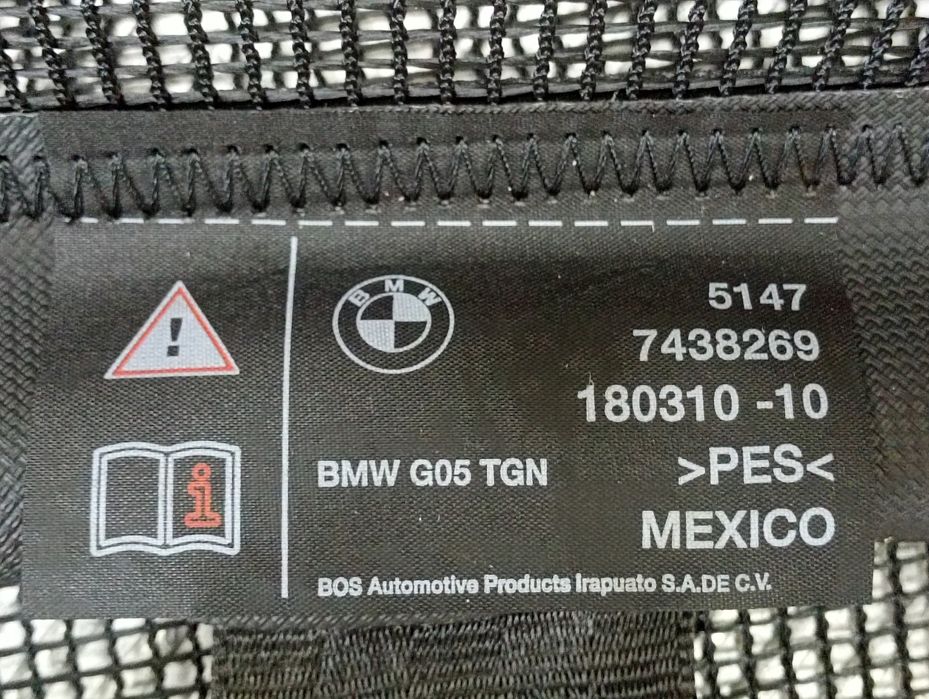 !
BMW
5147
7438269
180310 -10
i
BMW G05 TGN
>PES<
MEXICO
BOS Automotive Products Irapuato S.A.DE C.V.